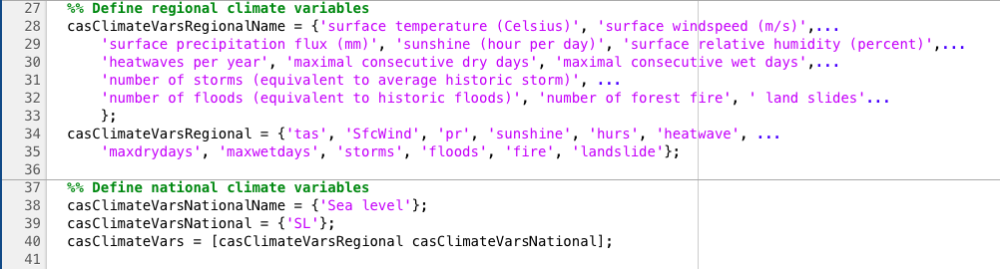 27 %% Define regional climate variables
28 casClimateVarsRegionalName = {'surface temperature (Celsius)', 'surface windspeed (m/s)',...
29 'surface precipitation flux (mm)', 'sunshine (hour per day)', 'surface relative humidity (percent)',...
30 'heatwaves per year', 'maximal consecutive dry days', 'maximal consecutive wet days',...
31 'number of storms (equivalent to average historic storm)', ...
32 'number of floods (equivalent to historic floods)', 'number of forest fire', ' land slides'...
33 };
34 casClimateVarsRegional = {'tas', 'SfcWind', 'pr', 'sunshine', 'hurs', 'heatwave', ...
35 'maxdrydays', 'maxwetdays', 'storms', 'floods', 'fire', 'landslide'};
36
37 %% Define national climate variables
38 casClimateVarsNationalName = {'Sea level'};
39 casClimateVarsNational = {'SL'};
40 casClimateVars = [casClimateVarsRegional casClimateVarsNational];
41